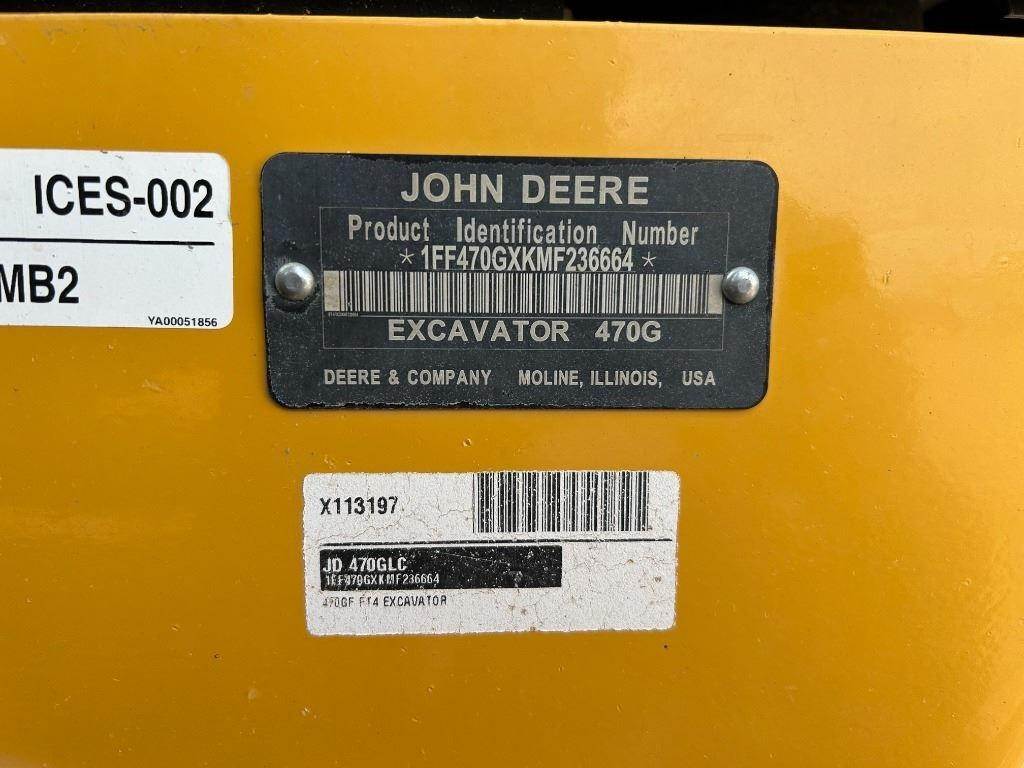 ICES-002
MB2
YA00051856
JOHN DEERE
Product Identification Number
* 1FF470GXKMF236664 *
EXCAVATOR 470G
DEERE & COMPANY MOLINE, ILLINOIS, USA
X113197
JD 470GLC
1FF470GXKMF236664
470GF FT4 EXCAVATOR